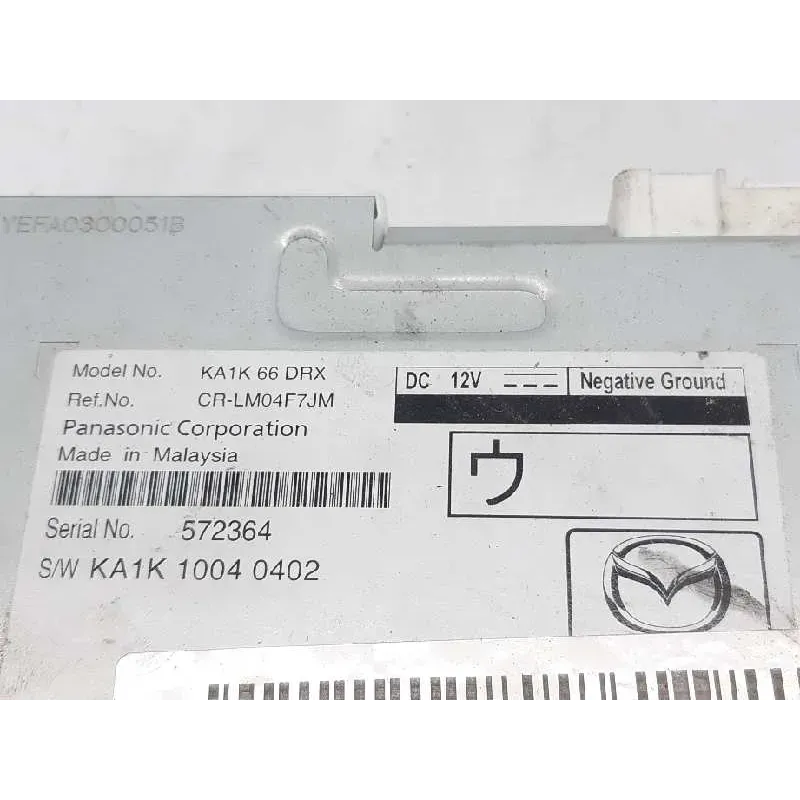 YEFA0300051B
Model No. KA1K 66 DRX
Ref.No. CR-LM04F7JM
Panasonic Corporation
Made in Malaysia
Serial No. 572364
S/W KA1K 1004 0402
DC 12V Negative Ground
ウ